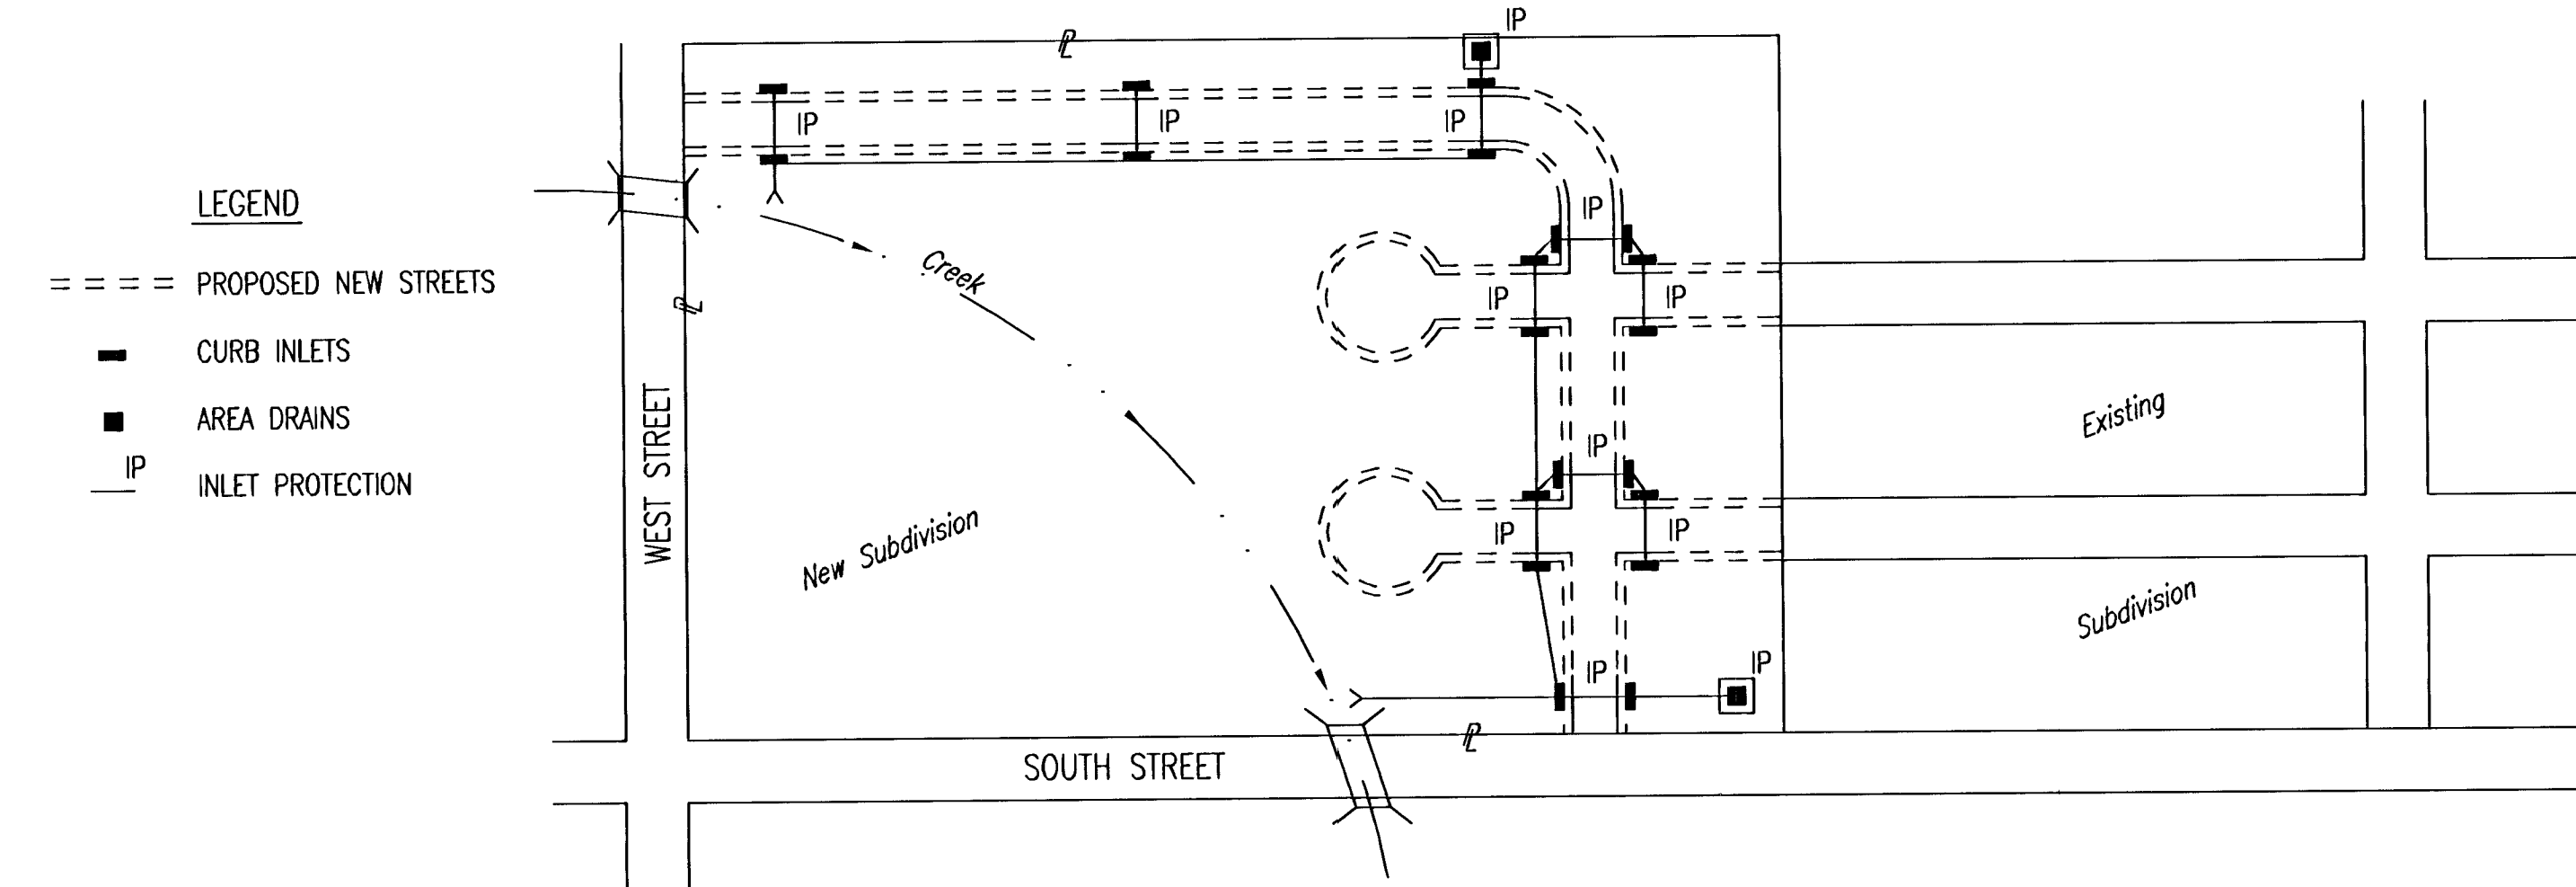 IP
℄
IP
IP
IP
LEGEND
PROPOSED NEW STREETS
CURB INLETS
AREA DRAINS
IP
INLET PROTECTION
WEST STREET
℄
Creek
New Subdivision
IP
IP
IP
IP
IP
IP
IP
IP
Existing
Subdivision
℄
SOUTH STREET